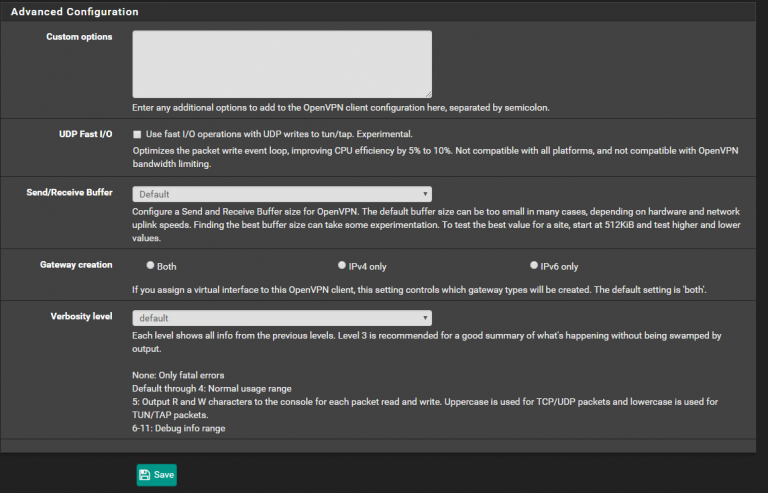 Advanced Configuration
Custom options
Enter any additional options to add to the OpenVPN client configuration here, separated by semicolon.
UDP Fast I/O
Use fast I/O operations with UDP writes to tun/tap. Experimental.
Optimizes the packet write event loop, improving CPU efficiency by 5% to 10%. Not compatible with all platforms, and not compatible with OpenVPN
bandwidth limiting.
Send/Receive Buffer
Default
Configure a Send and Receive Buffer size for OpenVPN. The default buffer size can be too small in many cases, depending on hardware and network
uplink speeds. Finding the best buffer size can take some experimentation. To test the best value for a site, start at 512KiB and test higher and lower
values.
Gateway creation
Both
IPv4 only
IPv6 only
If you assign a virtual interface to this OpenVPN client, this setting controls which gateway types will be created. The default setting is 'both'.
Verbosity level
default
Each level shows all info from the previous levels. Level 3 is recommended for a good summary of what's happening without being swamped by
output.
None: Only fatal errors
Default through 4: Normal usage range
5: Output R and W characters to the console for each packet read and write. Uppercase is used for TCP/UDP packets and lowercase is used for
TUN/TAP packets.
6-11: Debug info range
Save